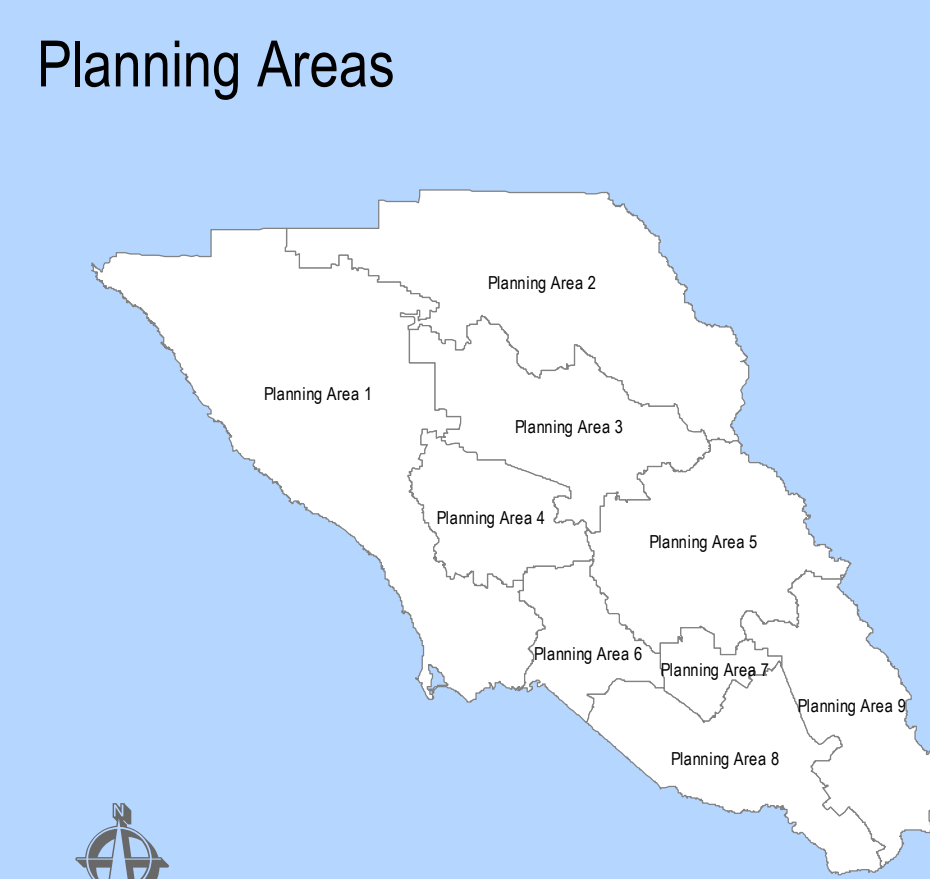 Planning Areas
Planning Area 2
Planning Area 1
Planning Area 3
Planning Area 4
Planning Area 5
Planning Area 6
Planning Area 7
Planning Area 9
Planning Area 8
N